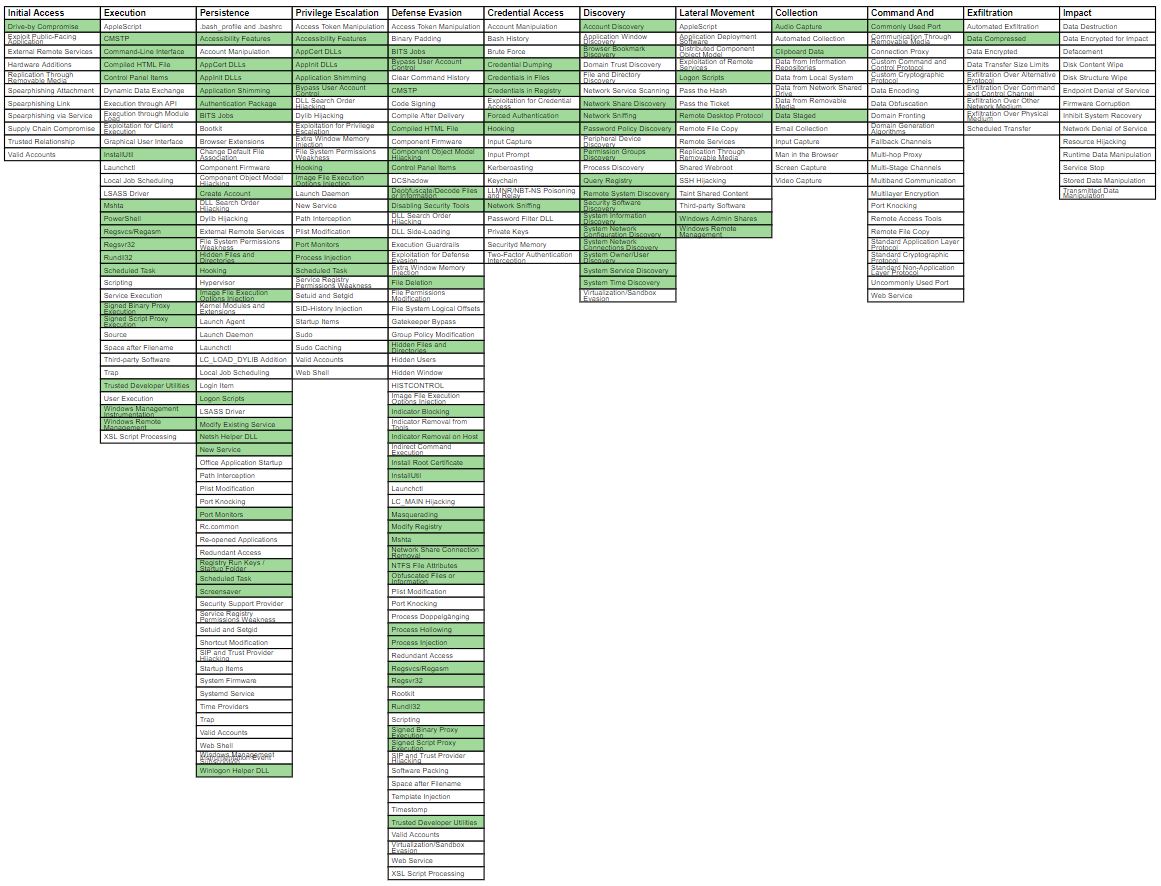 Initial Access
Drive-by Compromise
Exploit Public-Facing
Application
External Remote Services
Hardware Additions
Replication Through
Removable Media
Spearphishing Attachment
Spearphishing Link
Spearphishing via Service
Supply Chain Compromise
Trusted Relationship
Valid Accounts
Execution
AppleScript
CMSTP
Command-Line Interface
Compiled HTML File
Control Panel Items
Dynamic Data Exchange
Execution through API
Execution through Module
Load
Exploitation for Client
Execution
Graphical User Interface
InstallUtil
Launchctl
Local Job Scheduling
LSASS Driver
Mshta
PowerShell
Regsvcs/Regasm
Regsvr32
Rundll32
Scheduled Task
Scripting
Service Execution
Signed Binary Proxy
Execution
Signed Script Proxy
Execution
Source
Space after Filename
Third-party Software
Trap
Trusted Developer Utilities
User Execution
Windows Management
Instrumentation
Windows Remote
Management
XSL Script Processing
Persistence
.bash_profile and .bashrc
Accessibility Features
Account Manipulation
AppCert DLLs
AppInit DLLs
Application Shimming
Authentication Package
BITS Jobs
Bootkit
Browser Extensions
Change Default File
Association
Component Firmware
Component Object Model
Hijacking
Create Account
DLL Search Order
Hijacking
Dylib Hijacking
External Remote Services
File System Permissions
Weakness
Hidden Files and
Directories
Hooking
Hypervisor
Image File Execution
Options Injection
Kernel Modules and
Extensions
Launch Agent
Launch Daemon
Launchctl
LC_LOAD_DYLIB Addition
Local Job Scheduling
Login Item
Logon Scripts
LSASS Driver
Modify Existing Service
Netsh Helper DLL
New Service
Office Application Startup
Path Interception
Plist Modification
Port Knocking
Port Monitors
Rc.common
Re-opened Applications
Redundant Access
Registry Run Keys /
Startup Folder
Scheduled Task
Screensaver
Security Support Provider
Service Registry
Permissions Weakness
Setuid and Setgid
Shortcut Modification
SIP and Trust Provider
Hijacking
Startup Items
System Firmware
Systemd Service
Time Providers
Trap
Valid Accounts
Web Shell
Windows Management
Instrumentation Event
Subscription
Winlogon Helper DLL
Privilege Escalation
Access Token Manipulation
Accessibility Features
AppCert DLLs
AppInit DLLs
Application Shimming
Bypass User Account
Control
DLL Search Order
Hijacking
Dylib Hijacking
Exploitation for Privilege
Escalation
Extra Window Memory
Injection
File System Permissions
Weakness
Hooking
Image File Execution
Options Injection
Launch Daemon
New Service
Path Interception
Plist Modification
Port Monitors
Process Injection
Scheduled Task
Service Registry
Permissions Weakness
Setuid and Setgid
SID-History Injection
Startup Items
Sudo
Sudo Caching
Valid Accounts
Web Shell
Defense Evasion
Access Token Manipulation
Binary Padding
BITS Jobs
Bypass User Account
Control
Clear Command History
CMSTP
Code Signing
Compile After Delivery
Compiled HTML File
Component Firmware
Component Object Model
Hijacking
Control Panel Items
DCShadow
Deobfuscate/Decode Files
or Information
Disabling Security Tools
DLL Search Order
Hijacking
DLL Side-Loading
Execution Guardrails
Exploitation for Defense
Evasion
Extra Window Memory
Injection
File Deletion
File Permissions
Modification
File System Logical Offsets
Gatekeeper Bypass
Group Policy Modification
Hidden Files and
Directories
Hidden Users
Hidden Window
HISTCONTROL
Image File Execution
Options Injection
Indicator Blocking
Indicator Removal from
Tools
Indicator Removal on Host
Indirect Command
Execution
Install Root Certificate
InstallUtil
Launchctl
LC_MAIN Hijacking
Masquerading
Modify Registry
Mshta
Network Share Connection
Removal
NTFS File Attributes
Obfuscated Files or
Information
Plist Modification
Port Knocking
Process Doppelgänging
Process Hollowing
Process Injection
Redundant Access
Regsvcs/Regasm
Regsvr32
Rootkit
Rundll32
Scripting
Signed Binary Proxy
Execution
Signed Script Proxy
Execution
SIP and Trust Provider
Hijacking
Software Packing
Space after Filename
Template Injection
Timestomp
Trusted Developer Utilities
Valid Accounts
Virtualization/Sandbox
Evasion
Web Service
XSL Script Processing
Credential Access
Account Manipulation
Bash History
Brute Force
Credential Dumping
Credentials in Files
Credentials in Registry
Exploitation for Credential
Access
Forced Authentication
Hooking
Input Capture
Input Prompt
Kerberoasting
Keychain
LLMNR/NBT-NS Poisoning
and Relay
Network Sniffing
Password Filter DLL
Private Keys
Securityd Memory
Two-Factor Authentication
Interception
Discovery
Account Discovery
Application Window
Discovery
Browser Bookmark
Discovery
Domain Trust Discovery
File and Directory
Discovery
Network Service Scanning
Network Share Discovery
Network Sniffing
Password Policy Discovery
Peripheral Device
Discovery
Permission Groups
Discovery
Process Discovery
Query Registry
Remote System Discovery
Security Software
Discovery
System Information
Discovery
System Network
Configuration Discovery
System Network
Connections Discovery
System Owner/User
Discovery
System Service Discovery
System Time Discovery
Virtualization/Sandbox
Evasion
Lateral Movement
AppleScript
Application Deployment
Software
Distributed Component
Object Model
Exploitation of Remote
Services
Logon Scripts
Pass the Hash
Pass the Ticket
Remote Desktop Protocol
Remote File Copy
Remote Services
Replication Through
Removable Media
Shared Webroot
SSH Hijacking
Taint Shared Content
Third-party Software
Windows Admin Shares
Windows Remote
Management
Collection
Audio Capture
Automated Collection
Clipboard Data
Data from Information
Repositories
Data from Local System
Data from Network Shared
Drive
Data from Removable
Media
Data Staged
Email Collection
Input Capture
Man in the Browser
Screen Capture
Video Capture
Command And
Commonly Used Port
Communication Through
Removable Media
Connection Proxy
Custom Command and
Control Protocol
Custom Cryptographic
Protocol
Data Encoding
Data Obfuscation
Domain Fronting
Domain Generation
Algorithms
Fallback Channels
Multi-hop Proxy
Multi-Stage Channels
Multiband Communication
Multilayer Encryption
Port Knocking
Remote Access Tools
Remote File Copy
Standard Application Layer
Protocol
Standard Cryptographic
Protocol
Standard Non-Application
Layer Protocol
Uncommonly Used Port
Web Service
Exfiltration
Automated Exfiltration
Data Compressed
Data Encrypted
Data Transfer Size Limits
Exfiltration Over Alternative
Protocol
Exfiltration Over Command
and Control Channel
Exfiltration Over Other
Network Medium
Exfiltration Over Physical
Medium
Scheduled Transfer
Impact
Data Destruction
Data Encrypted for Impact
Defacement
Disk Content Wipe
Disk Structure Wipe
Endpoint Denial of Service
Firmware Corruption
Inhibit System Recovery
Network Denial of Service
Resource Hijacking
Runtime Data Manipulation
Service Stop
Stored Data Manipulation
Transmitted Data
Manipulation